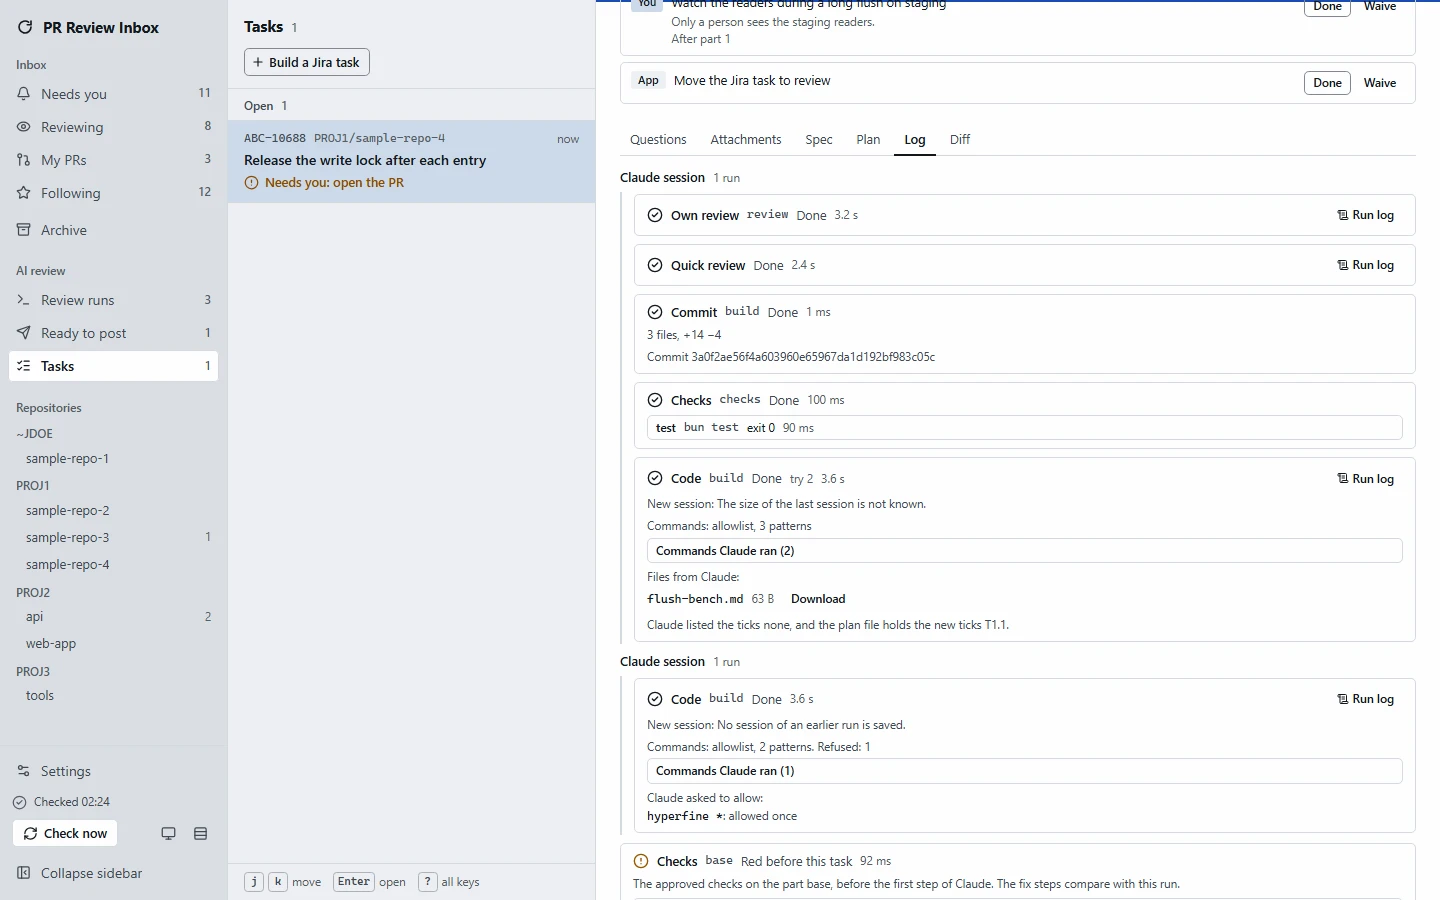 PR Review Inbox
Inbox
Needs you 11
Reviewing 8
My PRs 3
Following 12
Archive
AI review
Review runs 3
Ready to post 1
Tasks 1
Repositories
~JDOE
sample-repo-1
PROJ1
sample-repo-2
sample-repo-3 1
sample-repo-4
PROJ2
api 2
web-app
PROJ3
tools
Settings
Checked 02:24
Check now
Collapse sidebar
Tasks 1
+ Build a Jira task
Open 1
ABC-10688 PROJ1/sample-repo-4 now
Release the write lock after each entry
Needs you: open the PR
j k move Enter open ? all keys
You Watch the readers during a long flush on staging Done Waive
Only a person sees the staging readers.
After part 1
App Move the Jira task to review Done Waive
Questions Attachments Spec Plan Log Diff
Claude session 1 run
Own review review Done 3.2 s Run log
Quick review Done 2.4 s Run log
Commit build Done 1 ms
3 files, +14 −4
Commit 3a0f2ae56f4a603960e65967da1d192bf983c05c
Checks checks Done 100 ms
test bun test exit 0 90 ms
Code build Done try 2 3.6 s Run log
New session: The size of the last session is not known.
Commands: allowlist, 3 patterns
Commands Claude ran (2)
Files from Claude:
flush-bench.md 63 B Download
Claude listed the ticks none, and the plan file holds the new ticks T1.1.
Claude session 1 run
Code build Done 3.6 s Run log
New session: No session of an earlier run is saved.
Commands: allowlist, 2 patterns. Refused: 1
Commands Claude ran (1)
Claude asked to allow:
hyperfine *: allowed once
Checks base Red before this task 92 ms
The approved checks on the part base, before the first step of Claude. The fix steps compare with this run.